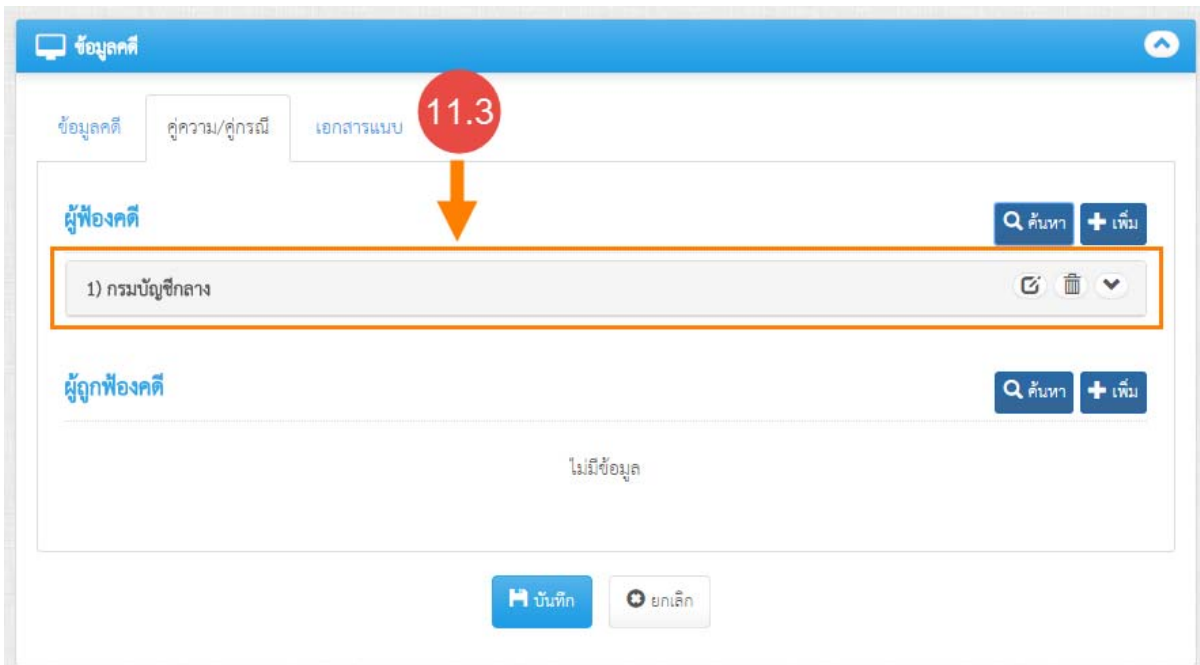 ข้อมูลคดี
ข้อมูลคดี คู่ความ/คู่กรณี เอกสารแนบ 11.3
ผู้ฟ้องคดี ค้นหา เพิ่ม
1) กรมบัญชีกลาง
ผู้ถูกฟ้องคดี ค้นหา เพิ่ม
ไม่มีข้อมูล
บันทึก ยกเลิก